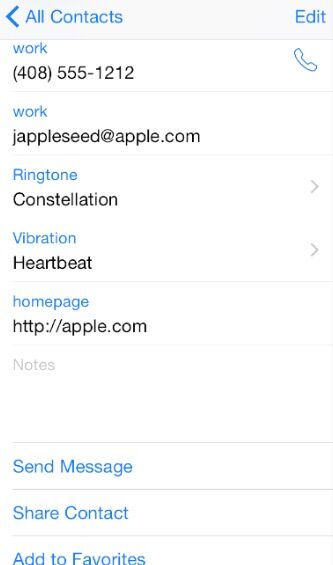 All Contacts
Edit
work
(408) 555-1212
work
jappleseed@apple.com
Ringtone
Constellation
Vibration
Heartbeat
homepage
http://apple.com
Notes
Send Message
Share Contact
Add to Favorites